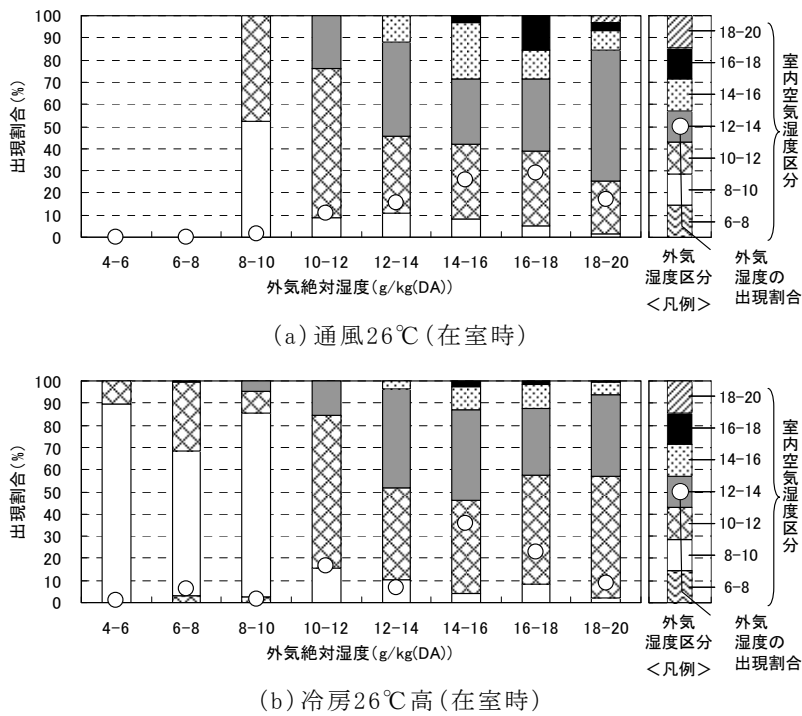 100
90
80
70
60
50
40
30
20
10
0
出現割合(%)
4-6 6-8 8-10 10-12 12-14 14-16 16-18 18-20
外気絶対湿度(g/kg(DA))
18-20
16-18
14-16
12-14
10-12
8-10
6-8
室内空気湿度区分
外気
湿度区分
<凡例>
外気
湿度の
出現割合
(a)通風26℃(在室時)
100
90
80
70
60
50
40
30
20
10
0
出現割合(%)
4-6 6-8 8-10 10-12 12-14 14-16 16-18 18-20
外気絶対湿度(g/kg(DA))
18-20
16-18
14-16
12-14
10-12
8-10
6-8
室内空気湿度区分
外気
湿度区分
<凡例>
外気
湿度の
出現割合
(b)冷房26℃高(在室時)